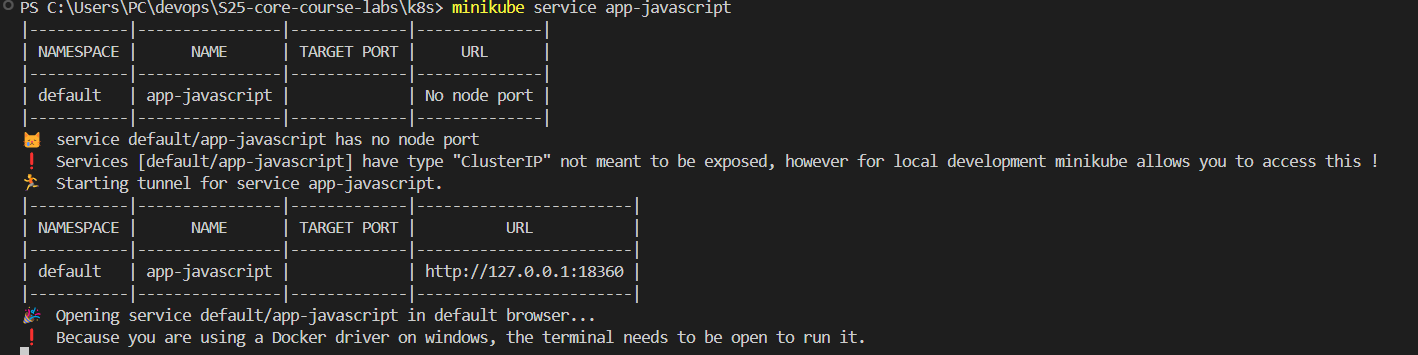 PS C:\Users\PC\devops\S25-core-course-labs\k8s> minikube service app-javascript
|-----------|----------------|-------------|--------------|
| NAMESPACE |      NAME      | TARGET PORT |     URL      |
|-----------|----------------|-------------|--------------|
| default   | app-javascript |             | No node port |
|-----------|----------------|-------------|--------------|
😿  service default/app-javascript has no node port
❗  Services [default/app-javascript] have type "ClusterIP" not meant to be exposed, however for local development minikube allows you to access this !
🏃  Starting tunnel for service app-javascript.
|-----------|----------------|-------------|------------------------|
| NAMESPACE |      NAME      | TARGET PORT |          URL           |
|-----------|----------------|-------------|------------------------|
| default   | app-javascript |             | http://127.0.0.1:18360 |
|-----------|----------------|-------------|------------------------|
🎉  Opening service default/app-javascript in default browser...
❗  Because you are using a Docker driver on windows, the terminal needs to be open to run it.